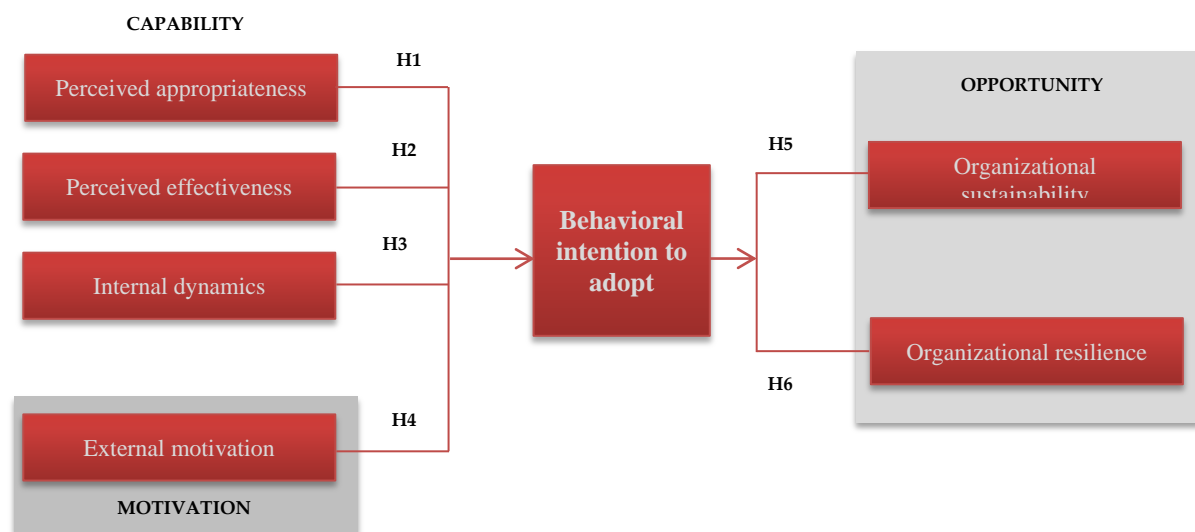 CAPABILITY
Perceived appropriateness
H1
Perceived effectiveness
H2
Internal dynamics
H3
External motivation
H4
MOTIVATION
Behavioral
intention to
adopt
OPPORTUNITY
H5
Organizational
sustainability
H6
Organizational resilience